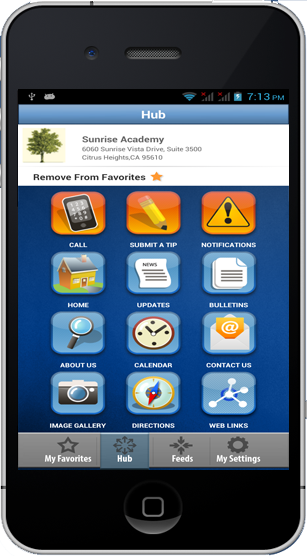 7:13 PM
Hub
Sunrise Academy
6060 Sunrise Vista Drive, Suite 3500
Citrus Heights,CA 95610
Remove From Favorites
CALL SUBMIT A TIP NOTIFICATIONS
NEWS
HOME UPDATES BULLETINS
ABOUT US CALENDAR CONTACT US
IMAGE GALLERY DIRECTIONS WEB LINKS
My Favorites Hub Feeds My Settings